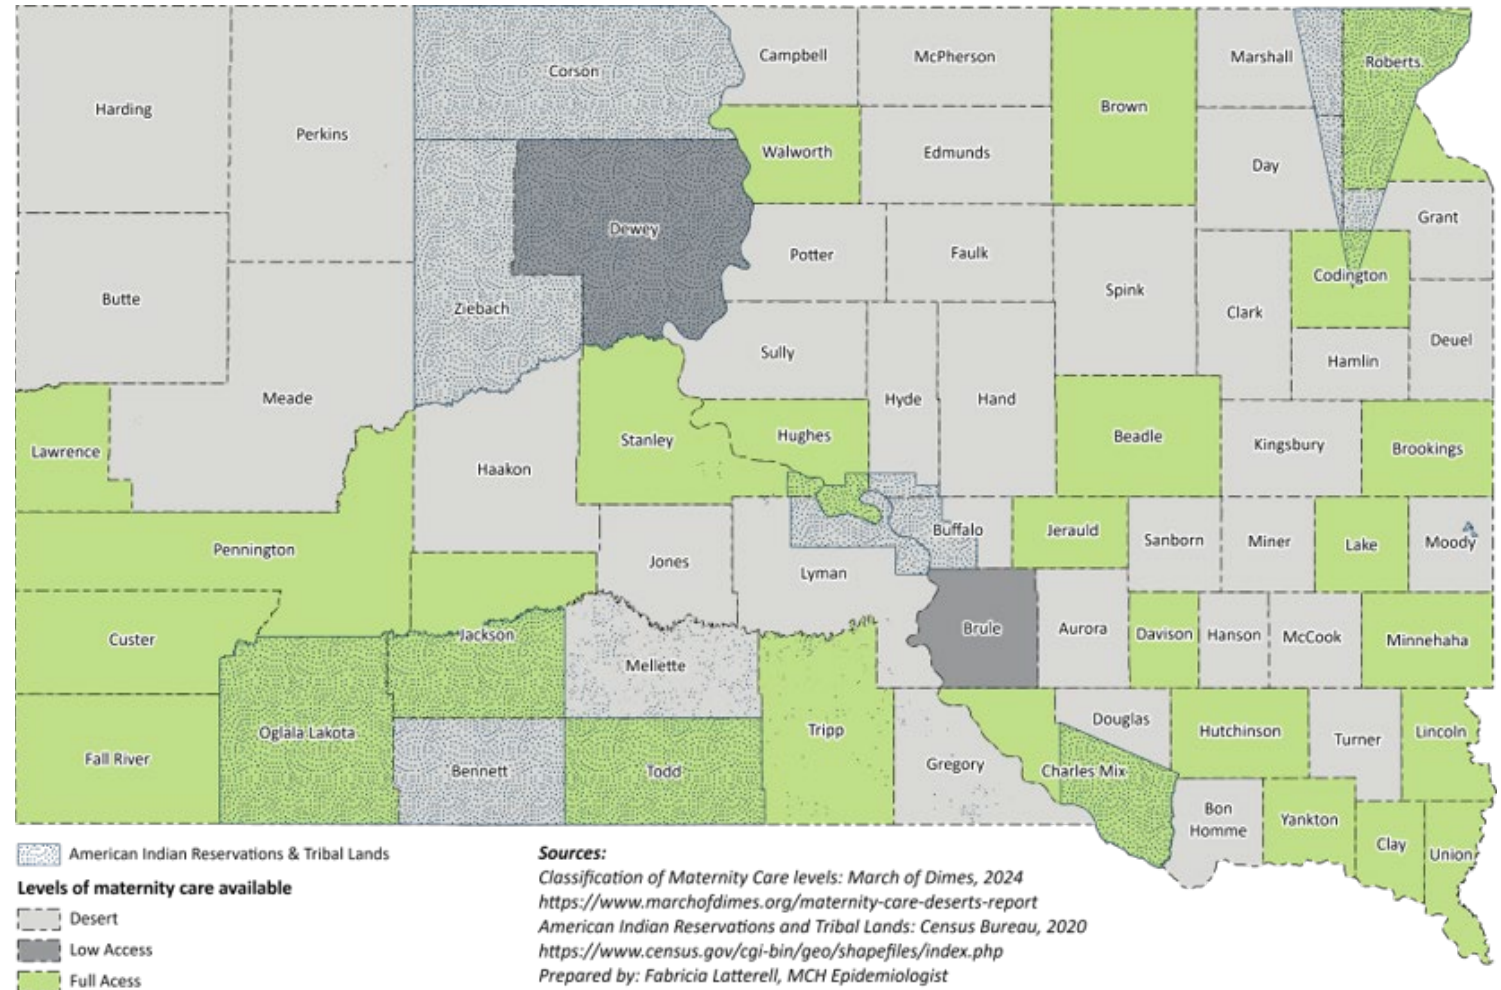 Campbell
McPherson
Marshall
Roberts
Corson
Harding
Brown
Perkins
Walworth
Edmunds
Day
Grant
Dewey
Potter
Faulk
Codington
Spink
Butte
Ziebach
Clark
Deuel
Sully
Hamlin
Meade
Hyde
Hand
Stanley
Hughes
Beadle
Kingsbury
Brookings
Lawrence
Haakon
Buffalo
Jerauld
Sanborn
Miner
Lake
Moody
Pennington
Jones
Lyman
Custer
Jackson
Brule
Aurora
Davison
Hanson
McCook
Minnehaha
Mellette
Douglas
Oglala Lakota
Tripp
Hutchinson
Turner
Lincoln
Fall River
Bennett
Todd
Gregory
Charles Mix
Bon
Homme
Yankton
Clay
Union
American Indian Reservations & Tribal Lands
Levels of maternity care available
Desert
Low Access
Full Acess
Sources:
Classification of Maternity Care levels: March of Dimes, 2024
https://www.marchofdimes.org/maternity-care-deserts-report
American Indian Reservations and Tribal Lands: Census Bureau, 2020
https://www.census.gov/cgi-bin/geo/shapefiles/index.php
Prepared by: Fabricia Latterell, MCH Epidemiologist